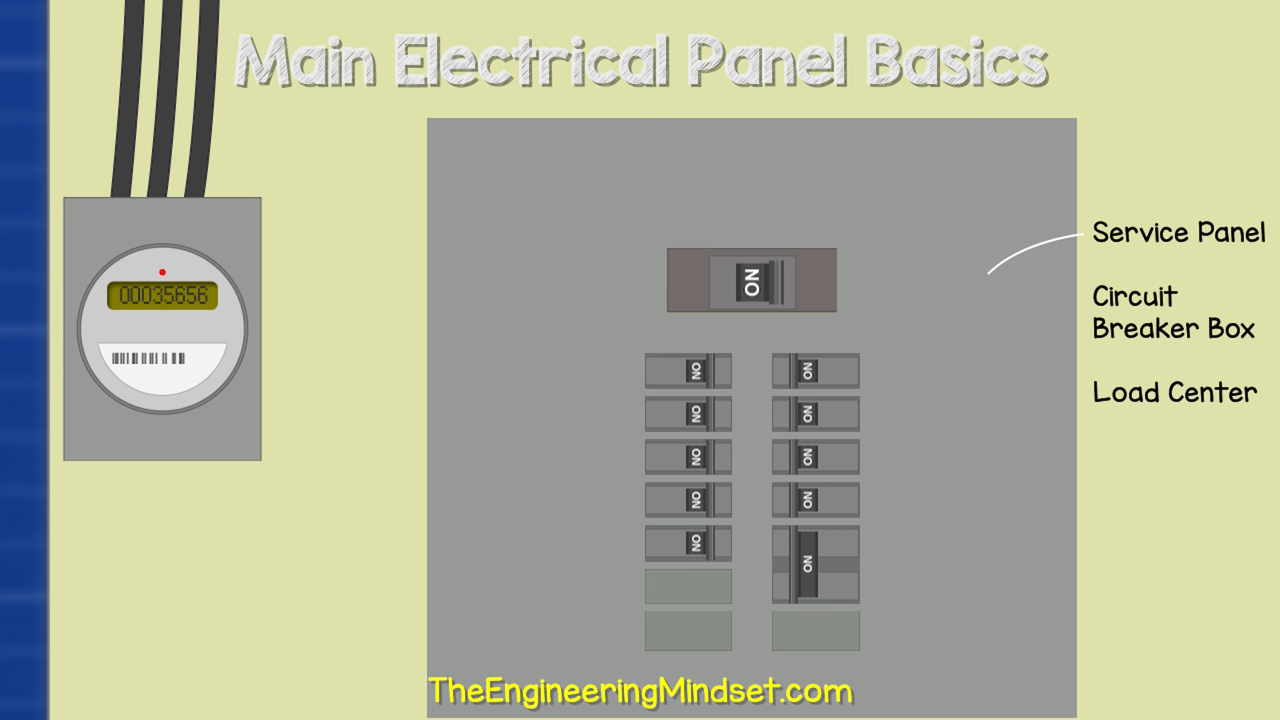 Main Electrical Panel Basics
00035656
Service Panel
Circuit
Breaker Box
Load Center
ON
ON
ON
ON
ON
ON
ON
ON
ON
ON
ON
TheEngineeringMindset.com